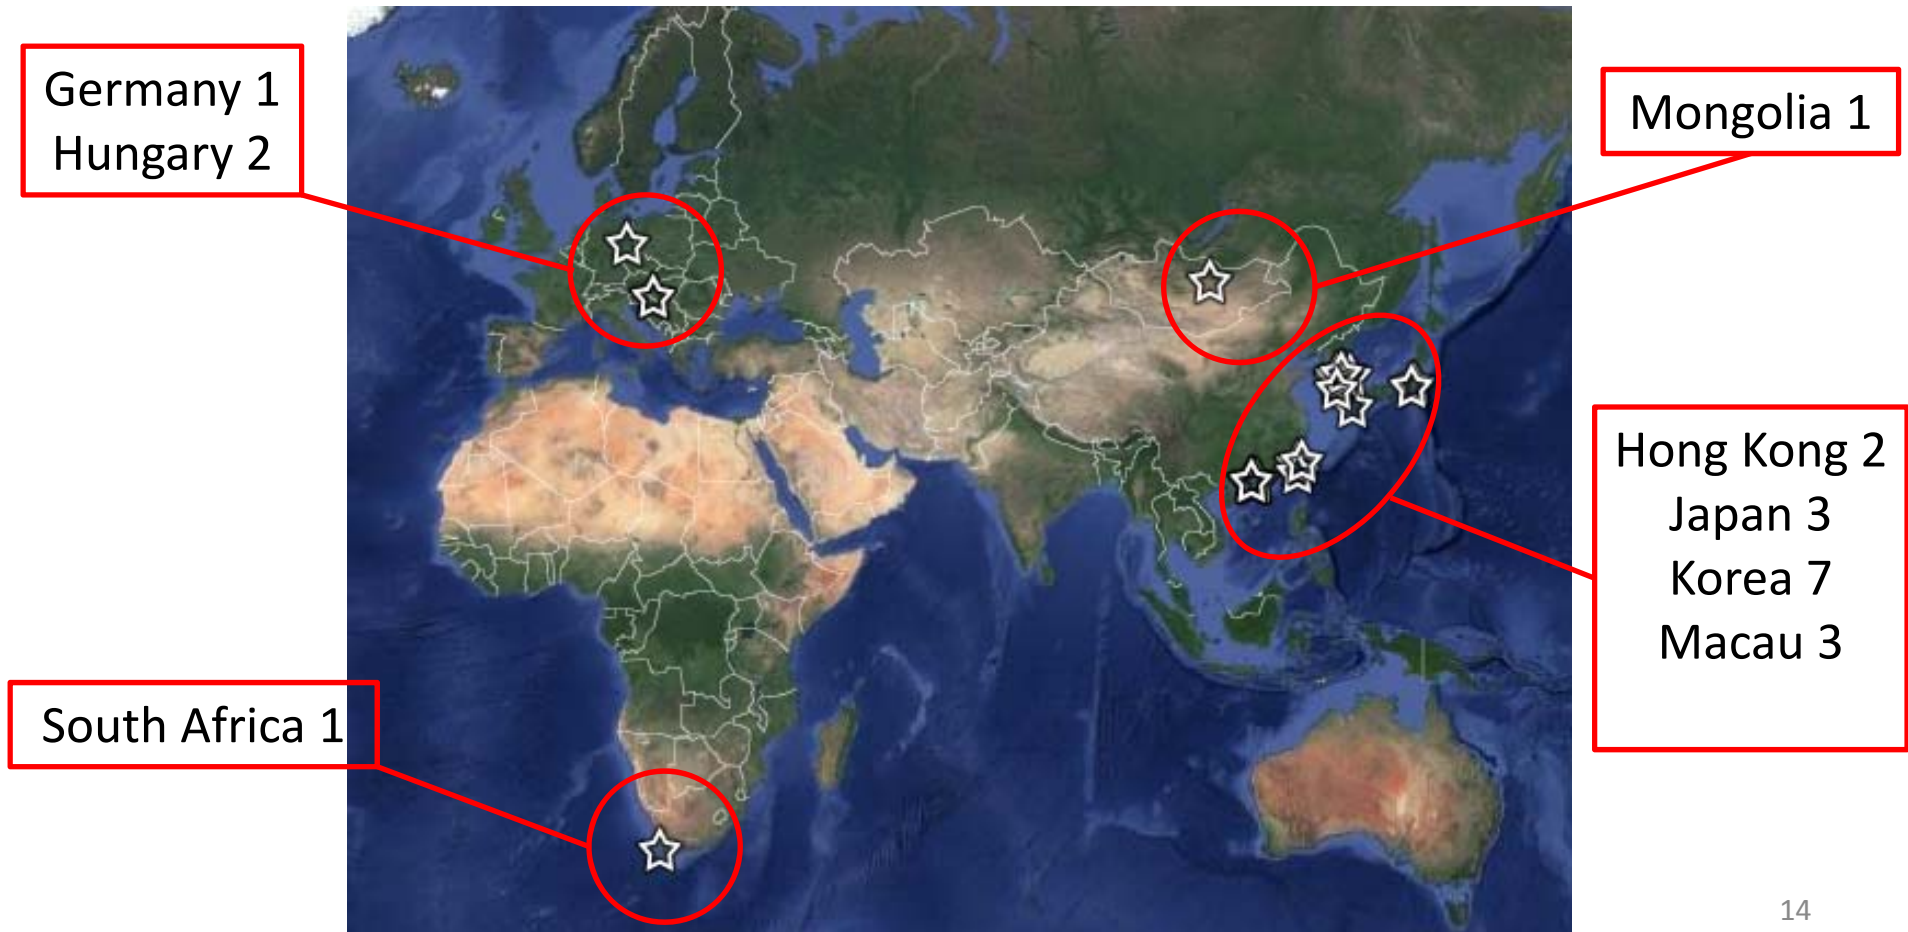 Germany 1
Hungary 2
Mongolia 1
Hong Kong 2
Japan 3
Korea 7
Macau 3
South Africa 1
14